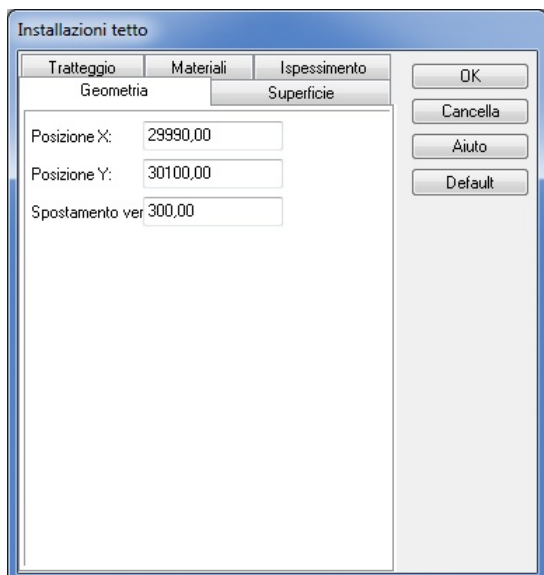 Installazioni tetto
Tratteggio Materiali Ispessimento
Geometria Superficie
Posizione X: 29990,00
Posizione Y: 30100,00
Spostamento ver 300,00
OK
Cancella
Aiuto
Default